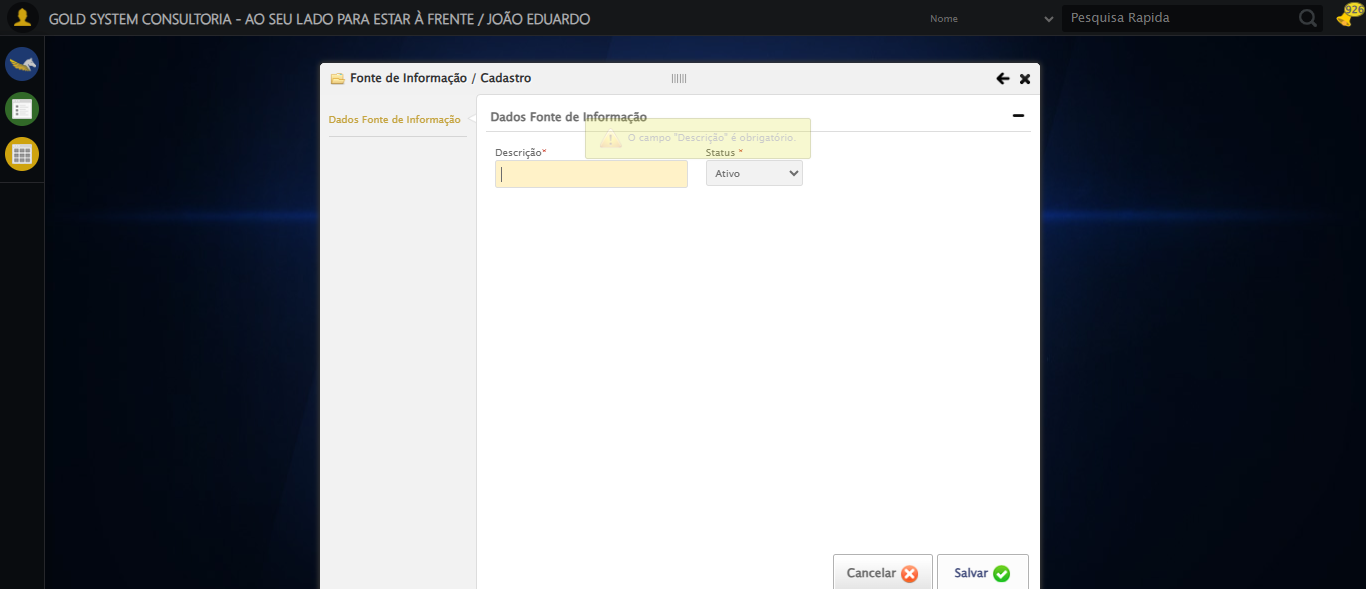 GOLD SYSTEM CONSULTORIA - AO SEU LADO PARA ESTAR À FRENTE / JOÃO EDUARDO
Nome
Pesquisa Rapida
926
Fonte de Informação / Cadastro
Dados Fonte de Informação
Dados Fonte de Informação
O campo "Descrição" é obrigatório.
Descrição*
Status *
Ativo
Cancelar
Salvar